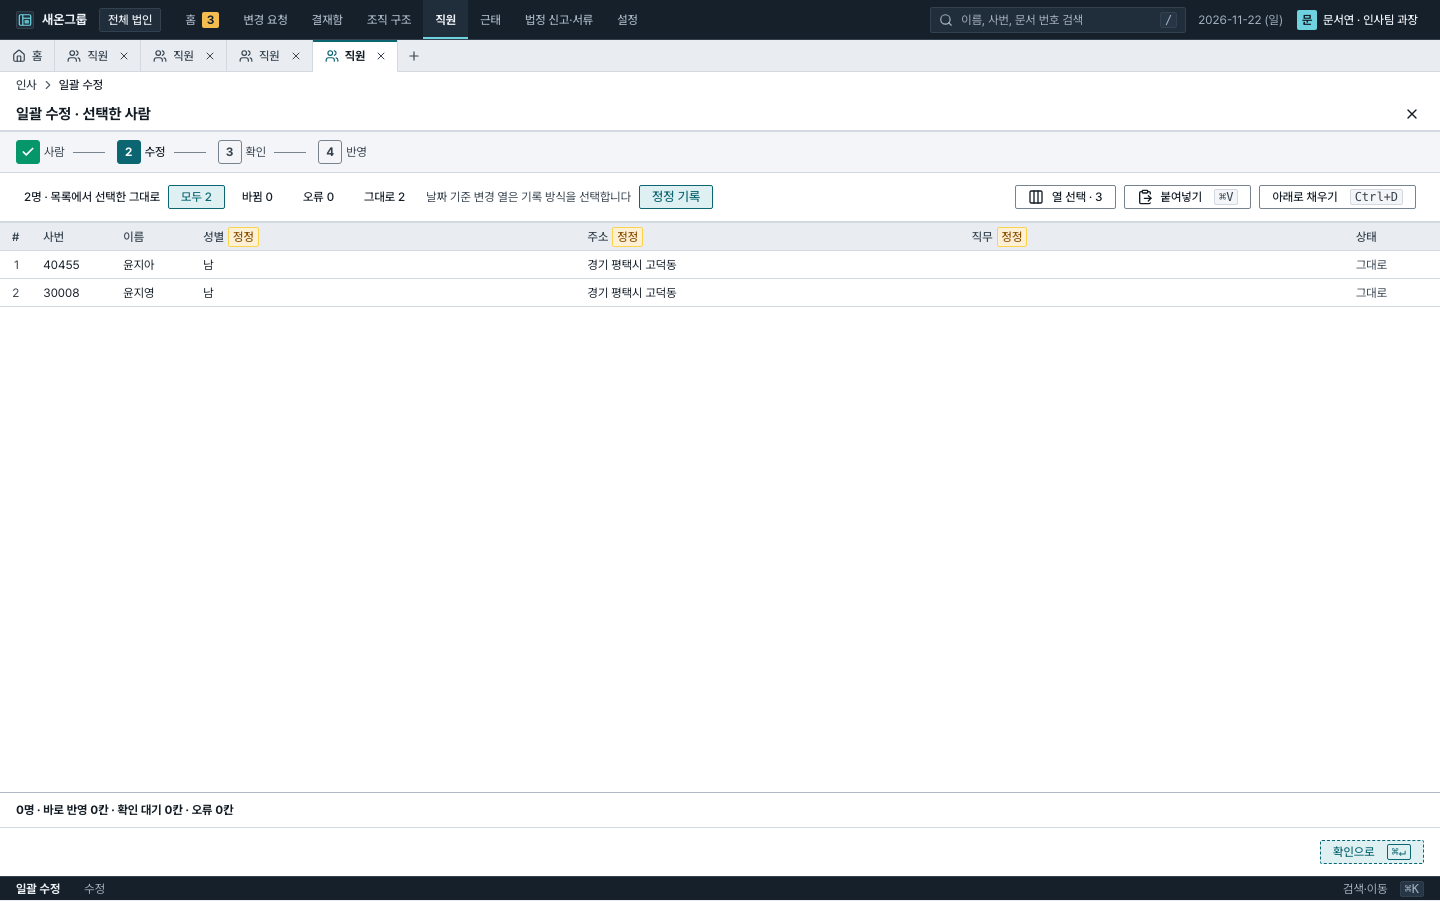 새온그룹 전체 법인 홈 3 변경 요청 결재함 조직 구조 직원 근태 법정 신고·서류 설정 이름, 사번, 문서 번호 검색 / 2026-11-22 (일) 문 문서연 · 인사팀 과장
홈 직원 직원 직원 직원
인사 일괄 수정
일괄 수정 · 선택한 사람
사람 2 수정 3 확인 4 반영
2명 · 목록에서 선택한 그대로 모두 2 바뀜 0 오류 0 그대로 2 날짜 기준 변경 열은 기록 방식을 선택합니다 정정 기록 열 선택 · 3 붙여넣기 ⌘V 아래로 채우기 Ctrl+D
# 사번 이름 성별 정정 주소 정정 직무 정정 상태
1 40455 윤지아 남 경기 평택시 고덕동 그대로
2 30008 윤지영 남 경기 평택시 고덕동 그대로
0명 · 바로 반영 0칸 · 확인 대기 0칸 · 오류 0칸
확인으로 ⌘↵
일괄 수정 수정 검색·이동 ⌘K